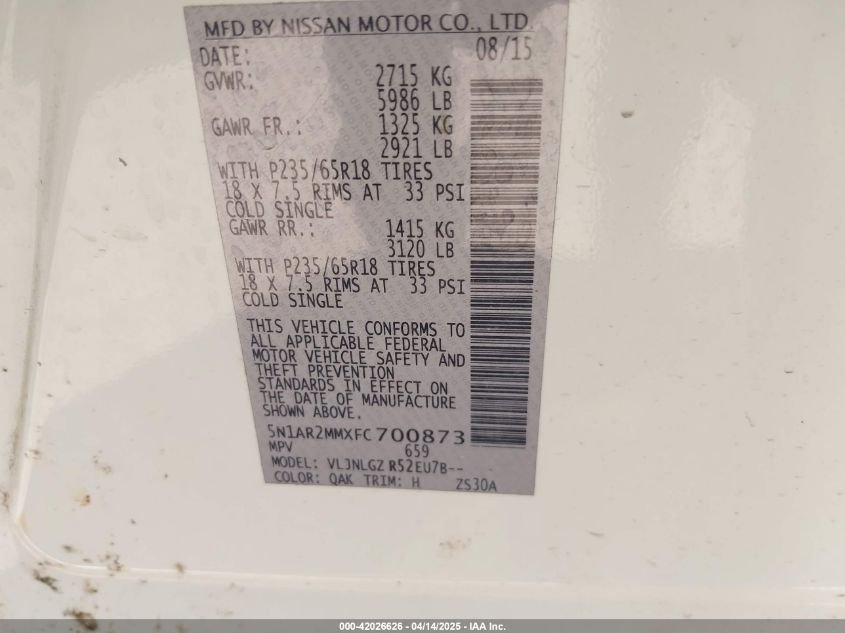 MFD BY NISSAN MOTOR CO., LTD.
DATE: 08/15
GVWR: 2715 KG
5986 LB
GAWR FR.: 1325 KG
2921 LB
WITH P235/65R18 TIRES
18 X 7.5 RIMS AT 33 PSI
COLD SINGLE
GAWR RR.: 1415 KG
3120 LB
WITH P235/65R18 TIRES
18 X 7.5 RIMS AT 33 PSI
COLD SINGLE
THIS VEHICLE CONFORMS TO
ALL APPLICABLE FEDERAL
MOTOR VEHICLE SAFETY AND
THEFT PREVENTION
STANDARDS IN EFFECT ON
THE DATE OF MANUFACTURE
SHOWN ABOVE.
5N1AR2MMXFC700873
MPV 659
MODEL: VLJNLGZ R52EU7B--
COLOR: QAK TRIM: H ZS30A
000-42026626 - 04/14/2025 - IAA Inc.